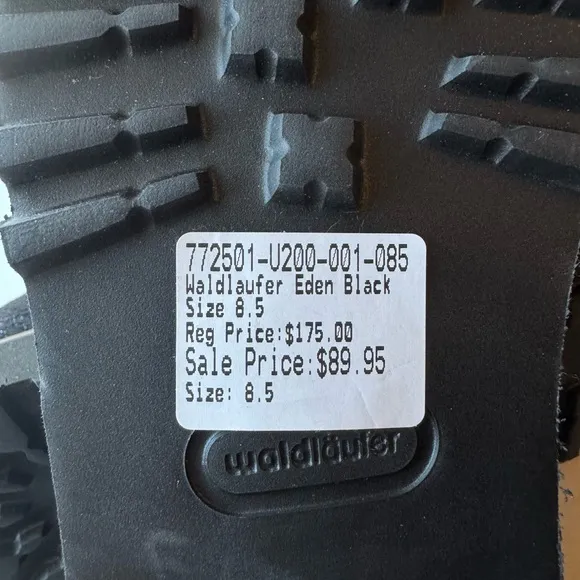 772501-U200-001-085
Waldlaufer Eden Black
Size 8.5
Reg Price:$175.00
Sale Price:$89.95
Size: 8.5
waldläufer